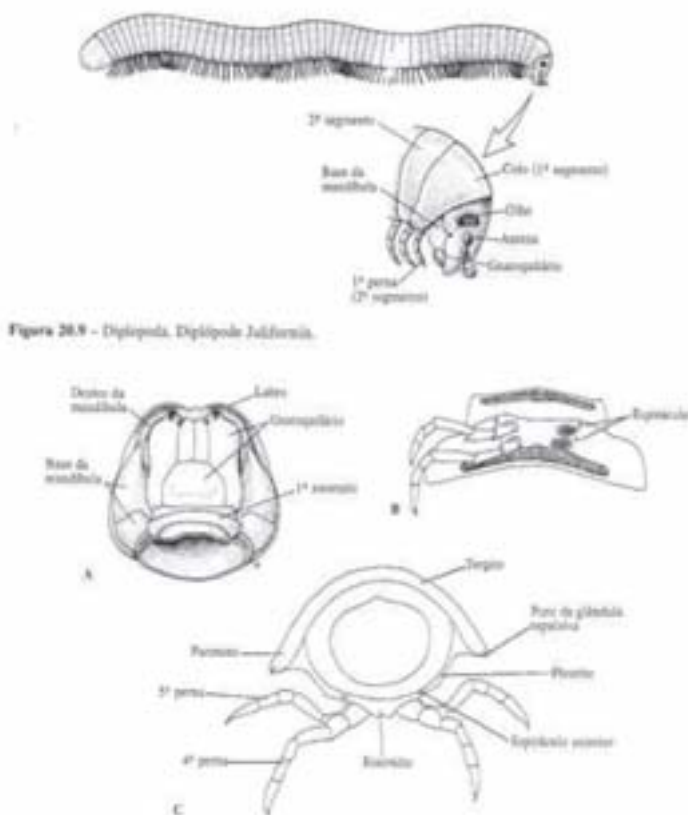 2º segmento
Base da
mandíbula
Colo (1º segmento)
Olho
Antena
Gnatoquilário
1ª perna
(2º segmento)
Figura 20.9 – Diplopoda. Diplópode Juliformia.
Dentes da
mandíbula
Labro
Gnatoquilário
Base da
mandíbula
1º
A
Espiráculo
B
Tergito
Poro da glândula
repulsiva
Paranoto
Pleurito
5ª perna
Espiráculo anterior
4ª perna
Esternito
C